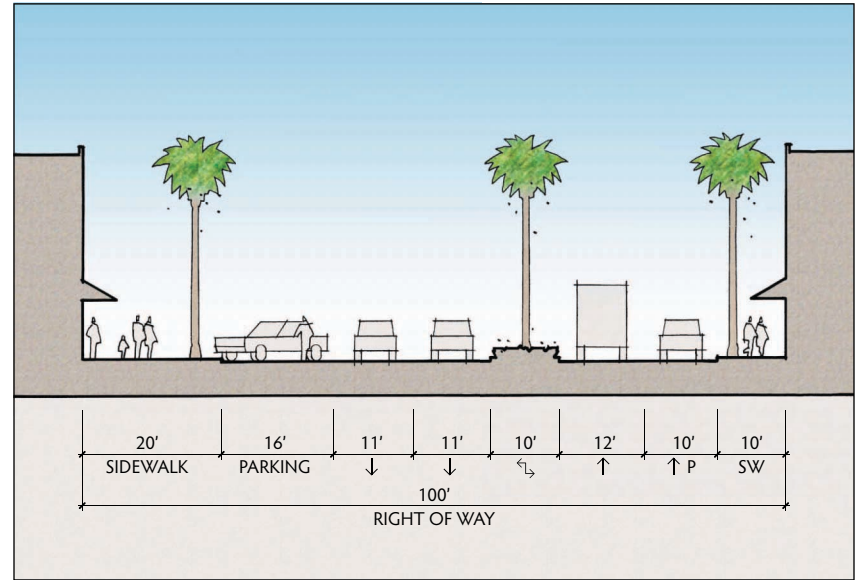 20' 16' 11' 11' 10' 12' 10' 10'
SIDEWALK PARKING ↓ ↓ ↰↳ ↑ ↑ P SW
100'
RIGHT OF WAY